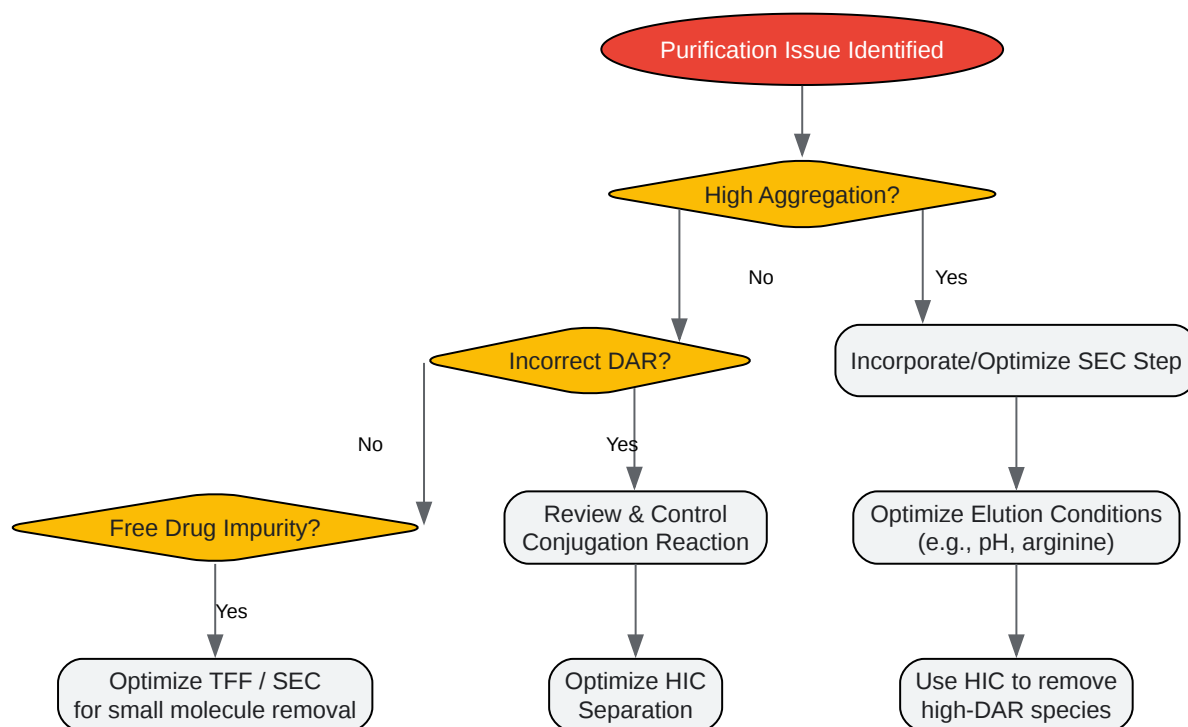 Purification Issue Identified
High Aggregation?
No
Yes
Incorrect DAR?
Incorporate/Optimize SEC Step
No
Yes
Free Drug Impurity?
Review & Control
Conjugation Reaction
Optimize Elution Conditions
(e.g., pH, arginine)
Yes
Optimize TFF / SEC
for small molecule removal
Optimize HIC
Separation
Use HIC to remove
high-DAR species